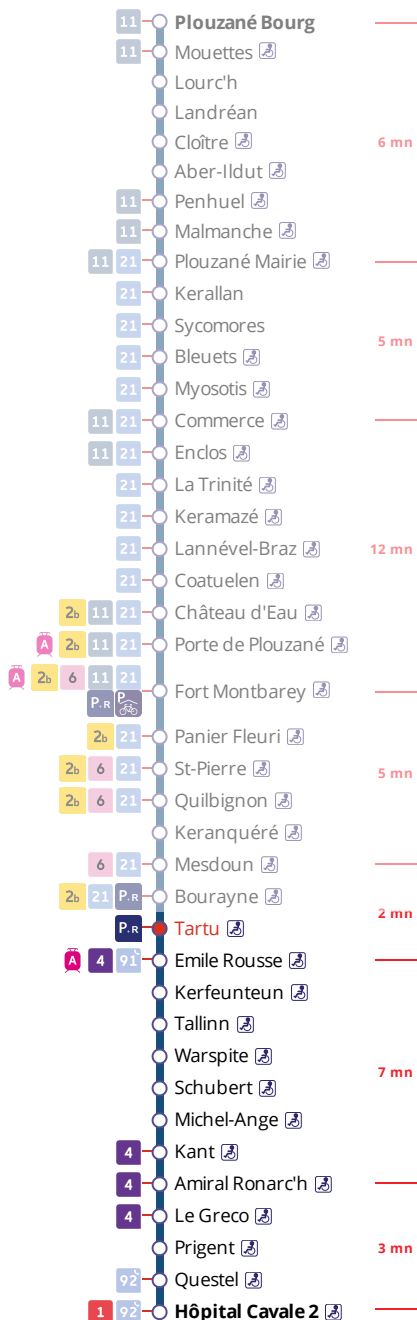 11 Plouzané Bourg
11 Mouettes
Lourc'h
Landréan
Cloître 6 mn
Aber-Ildut
11 Penhuel
11 Malmanche
11 21 Plouzané Mairie
21 Kerallan
21 Sycomores
5 mn
21 Bleuets
21 Myosotis
11 21 Commerce
11 21 Enclos
21 La Trinité
21 Keramazé
21 Lannével-Braz 12 mn
21 Coatuelen
2b 11 21 Château d'Eau
A 2b 11 21 Porte de Plouzané
A 2b 6 11 21
Fort Montbarey
P.R P
2b 21 Panier Fleuri
2b 6 21 St-Pierre 5 mn
2b 6 21 Quilbignon
Keranquéré
6 21 Mesdoun
2b 21 P.R Bourayne
2 mn
P.R Tartu
A 4 91 Emile Rousse
Kerfeunteun
Tallinn
Warspite
7 mn
Schubert
Michel-Ange
4 Kant
4 Amiral Ronarc'h
4 Le Greco
Prigent 3 mn
92 Questel
1 92 Hôpital Cavale 2